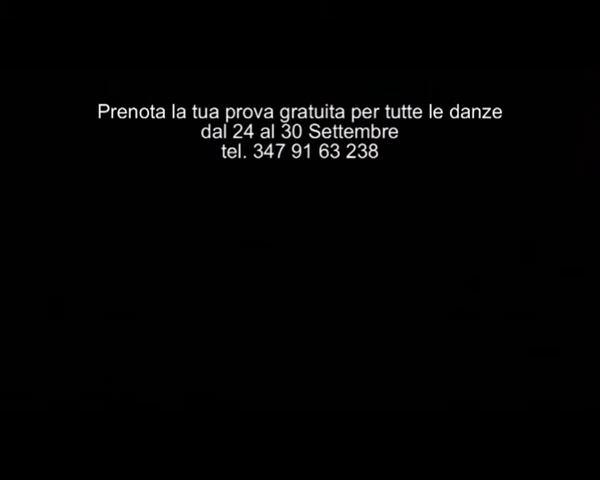 Prenota la tua prova gratuita per tutte le danze
dal 24 al 30 Settembre
tel. 347 91 63 238